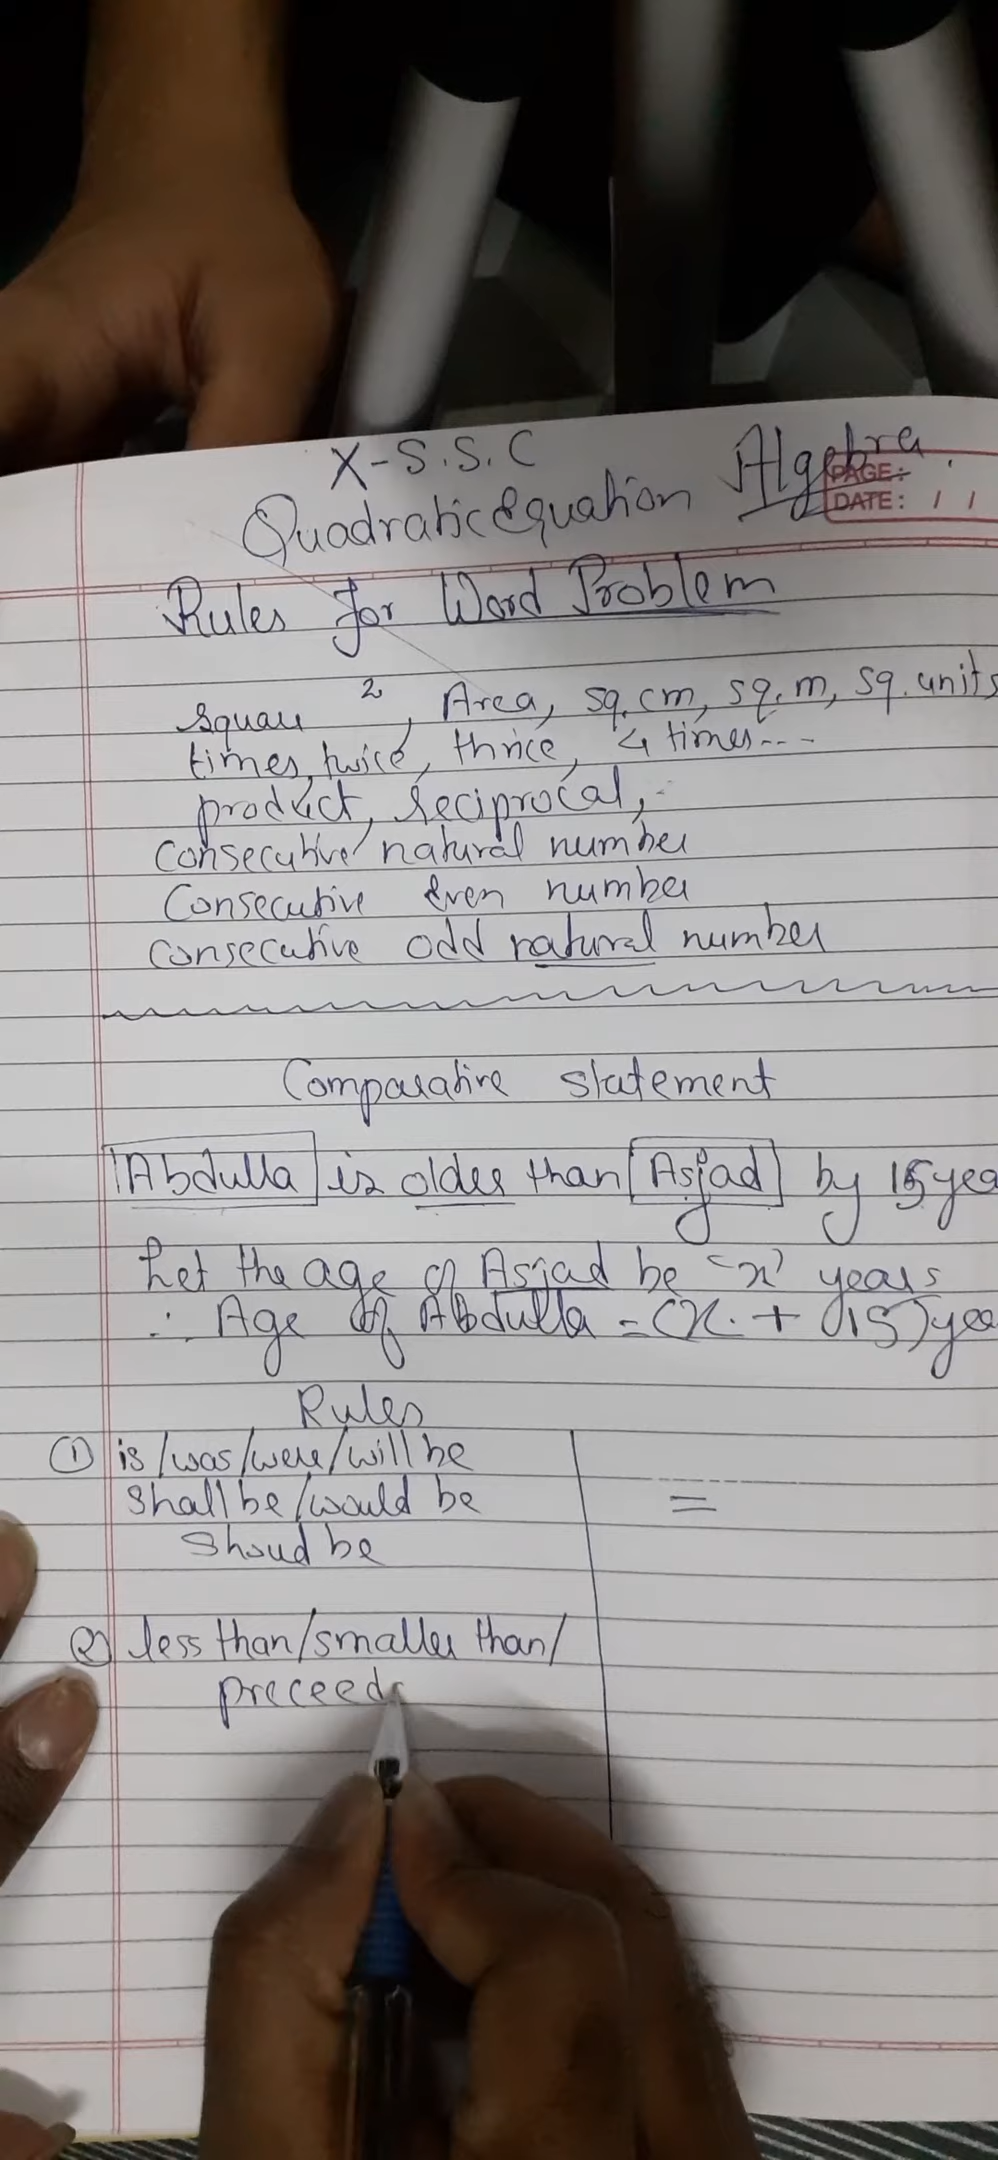 X-S.S.C Algebra
PAGE:
DATE: / /
Quadratic Equation
Rules for Word Problem
square ², Area, sq.cm, sq.m, sq.units
times, twice, thrice, 4 times---
product, reciprocal,
Consecutive natural number
Consecutive Even number
consecutive odd natural number
Comparative statement
Abdulla is older than Asjad by 15 yea
Let the age of Asjad be 'x' years
∴ Age of Abdulla = (x + 15) yea
Rules
① is/was/were/will be
shall be/would be =
Shoud be
② less than/smaller than/
preceeds